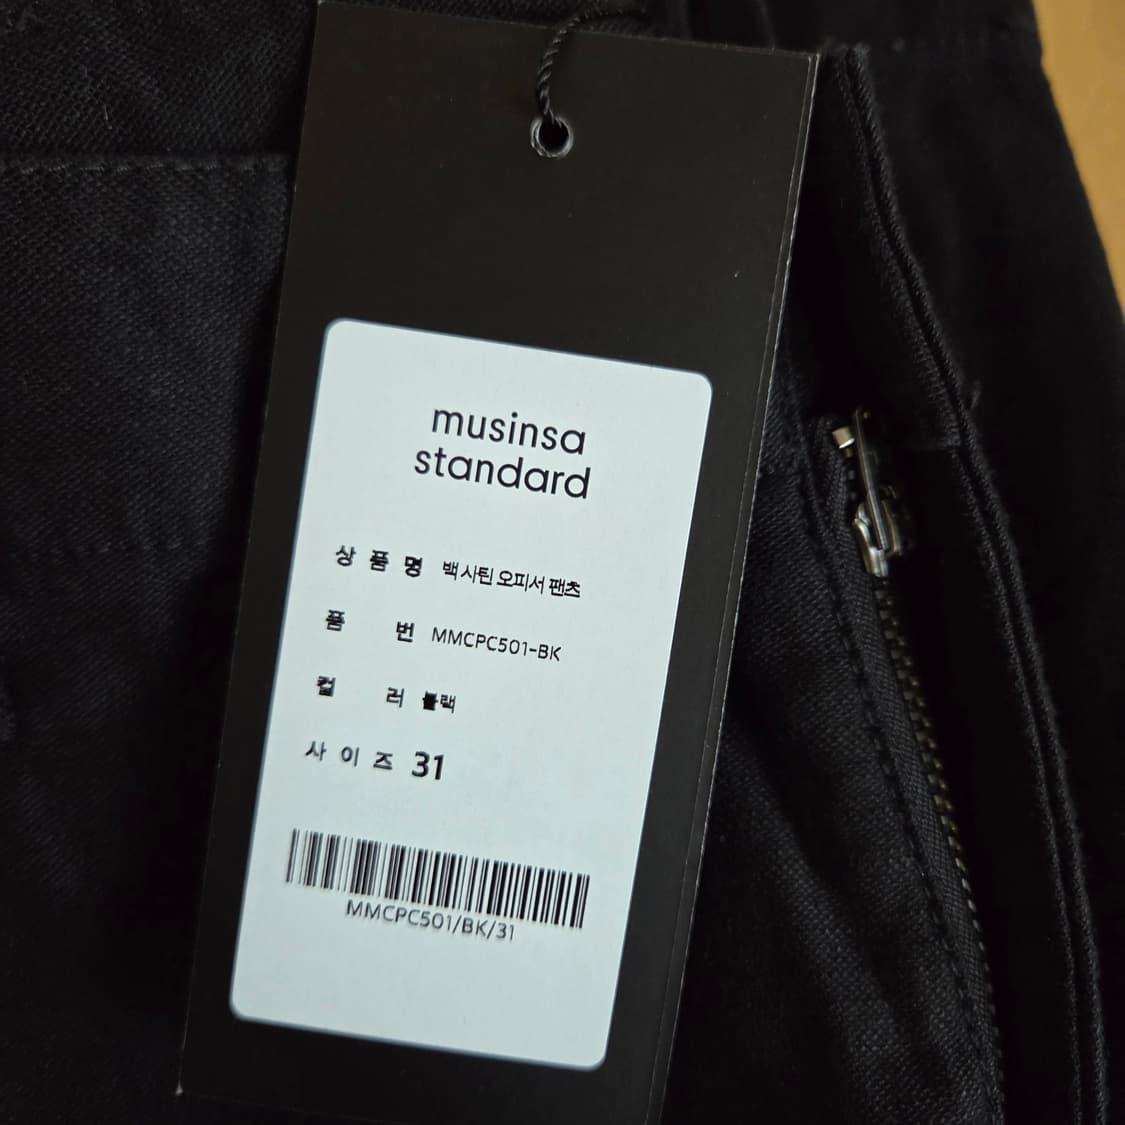 musinsa
standard
상 품 명 백 사틴 오피서 팬츠
품 번 MMCPC501-BK
컬 러 블랙
사 이 즈 31
MMCPC501/BK/31